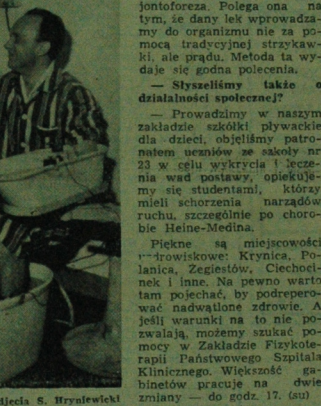 jontoforeza. Polega ona na
tym, że dany lek wprowadza-
my do organizmu nie za po-
mocą tradycyjnej strzykaw-
ki, ale prądu. Metoda ta wy-
daje się godna polecenia.
— Słyszeliśmy także o
działalności społecznej?
— Prowadzimy w naszym
zakładzie szkółki pływackie
dla dzieci, objęliśmy patro-
natem uczniów ze szkoły nr
23 w celu wykrycia i lecze-
nia wad postawy, opiekuje-
my się studentami, którzy
mieli schorzenia narządów
ruchu, szczególnie po choro-
bie Heine-Medina.
Piękne są miejscowości
uzdrowiskowe: Krynica, Po-
lanica, Żegiestów, Ciechoci-
nek i inne. Na pewno warto
tam pojechać, by podreпero-
wać nadwątlone zdrowie. A
jeśli warunki na to nie po-
zwalają, możemy szukać po-
mocy w Zakładzie Fizykote-
rapii Państwowego Szpitala
Klinicznego. Większość ga-
binetów pracuje na dwie
zmiany — do godz. 17. (su)
djęcia S. Hryniewicki